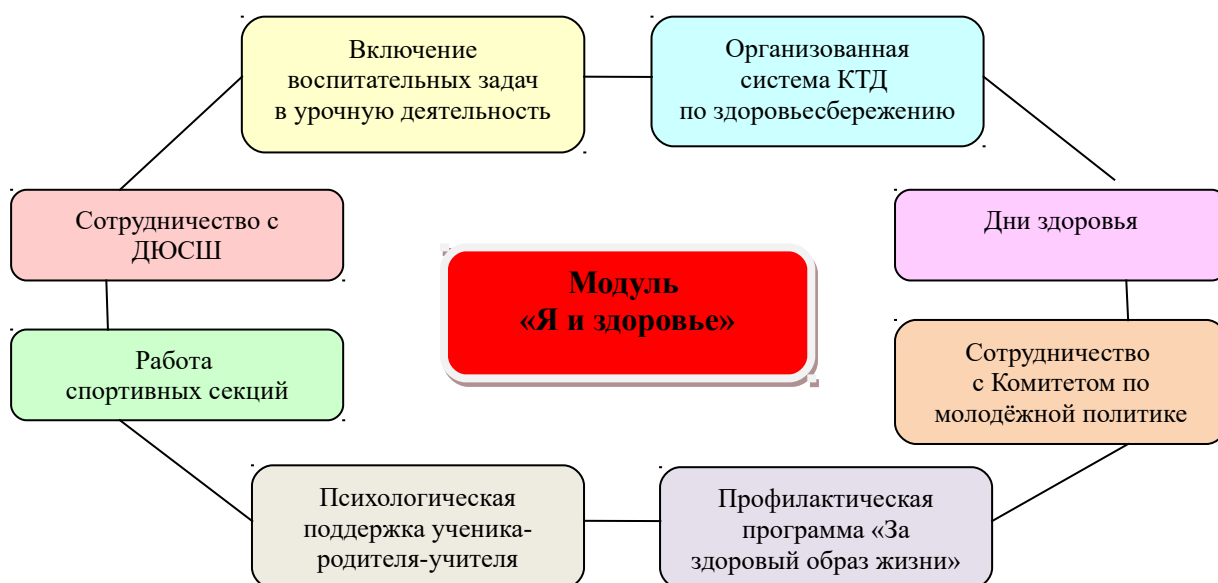 Включение
воспитательных задач
в урочную деятельность
Организованная
система КТД
по здоровьесбережению
Сотрудничество с
ДЮСШ
Дни здоровья
Модуль
«Я и здоровье»
Работа
спортивных секций
Сотрудничество
с Комитетом по
молодёжной политике
Психологическая
поддержка ученика-
родителя-учителя
Профилактическая
программа «За
здоровый образ жизни»